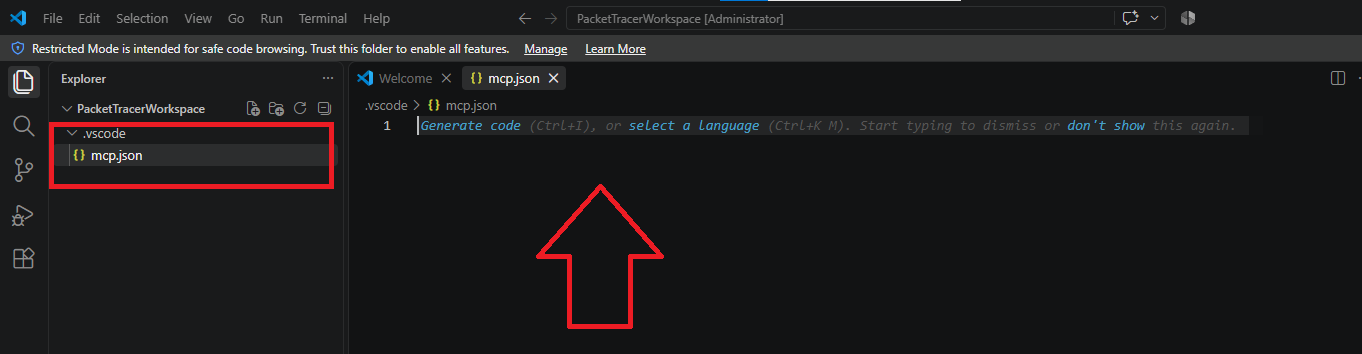 File Edit Selection View Go Run Terminal Help PacketTracerWorkspace [Administrator]
Restricted Mode is intended for safe code browsing. Trust this folder to enable all features. Manage Learn More
Explorer
PacketTracerWorkspace
.vscode
{} mcp.json
Welcome {} mcp.json
.vscode > {} mcp.json
1 Generate code (Ctrl+I), or select a language (Ctrl+K M). Start typing to dismiss or don't show this again.